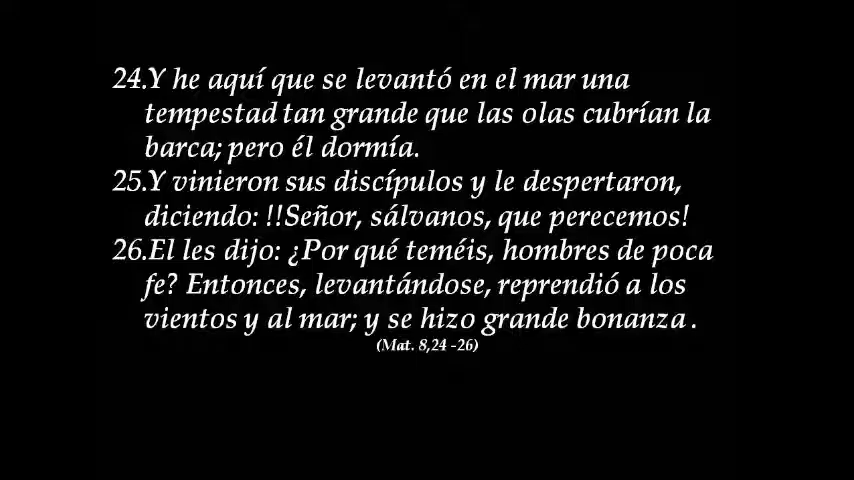 24.Y he aquí que se levantó en el mar una
tempestad tan grande que las olas cubrían la
barca; pero él dormía.
25.Y vinieron sus discípulos y le despertaron,
diciendo: !!Señor, sálvanos, que perecemos!
26.El les dijo: ¿Por qué teméis, hombres de poca
fe? Entonces, levantándose, reprendió a los
vientos y al mar; y se hizo grande bonanza .
(Mat. 8,24 -26)